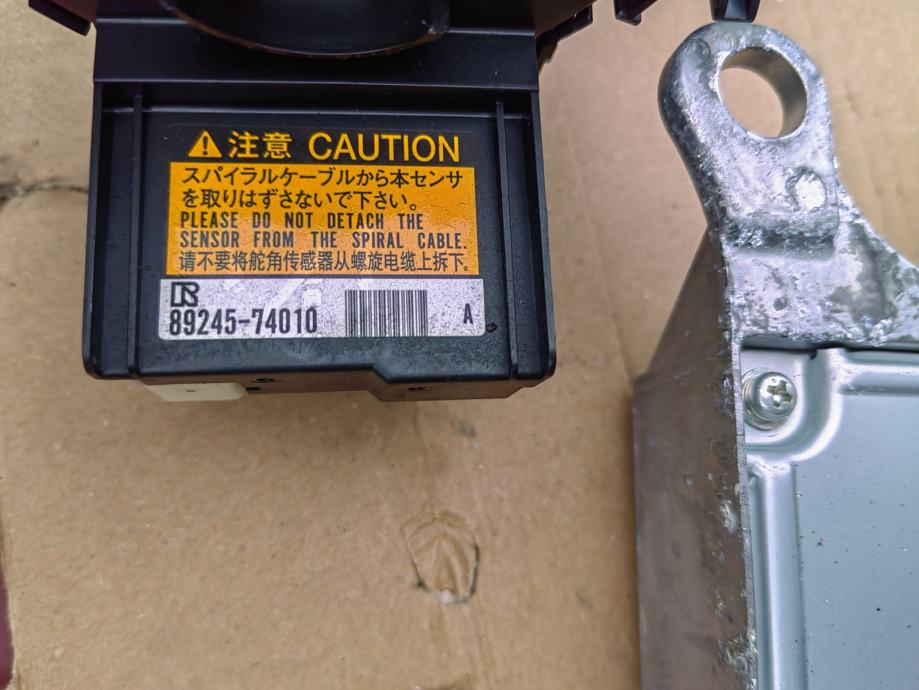 注意 CAUTION
スパイラルケーブルから本センサ
を取りはずさないで下さい。
PLEASE DO NOT DETACH THE
SENSOR FROM THE SPIRAL CABLE.
请不要将舵角传感器从螺旋电缆上拆下.
89245-74010 A